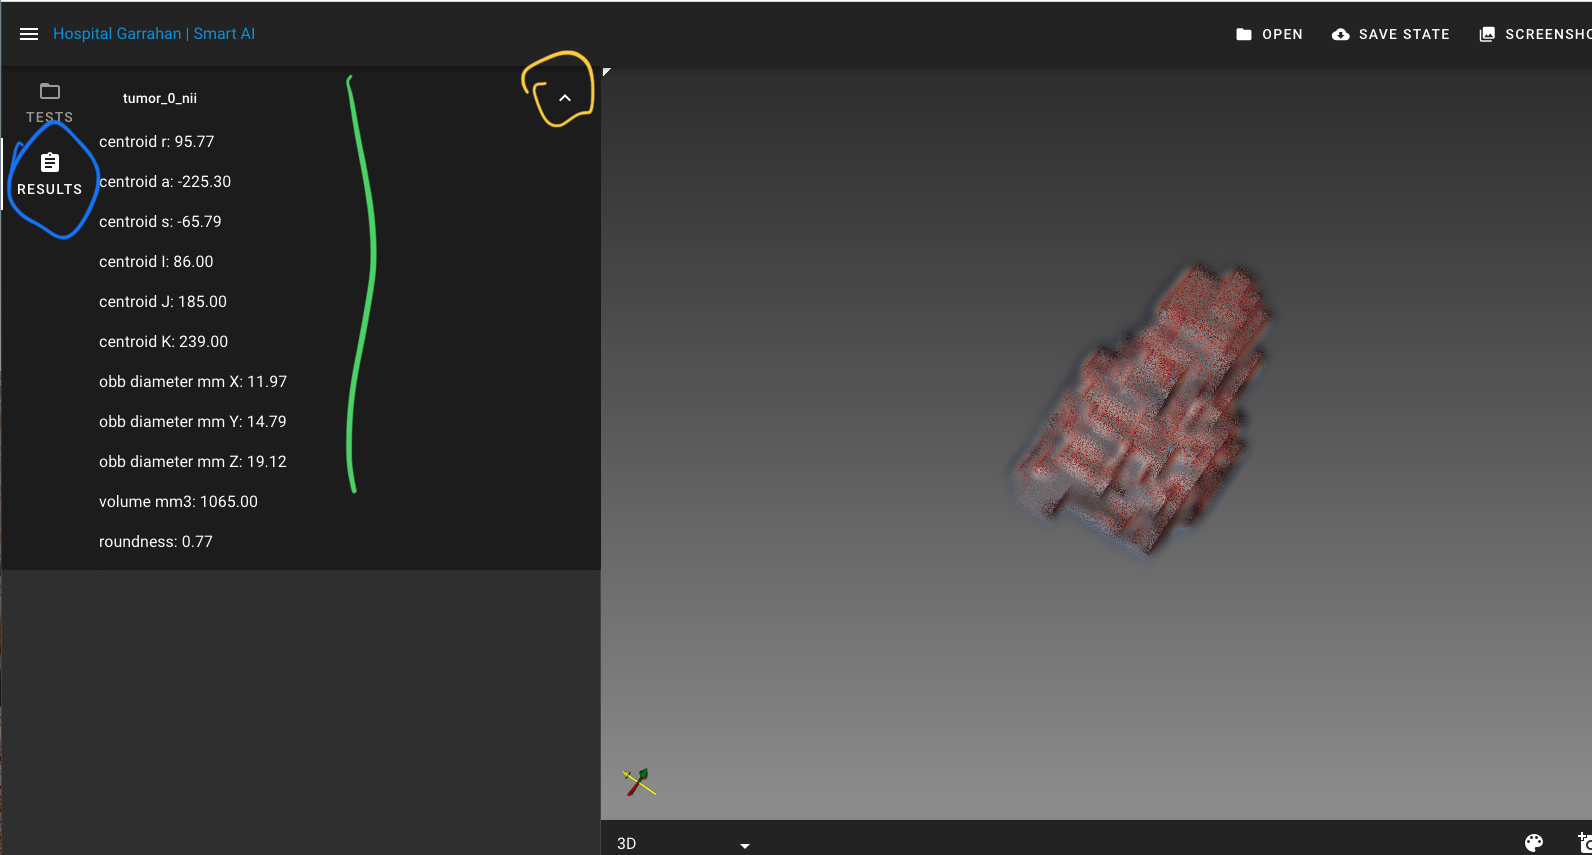 Hospital Garrahan | Smart AI
OPEN
SAVE STATE
TESTS
RESULTS
tumor_0_nii
centroid r: 95.77
centroid a: -225.30
centroid s: -65.79
centroid I: 86.00
centroid J: 185.00
centroid K: 239.00
obb diameter mm X: 11.97
obb diameter mm Y: 14.79
obb diameter mm Z: 19.12
volume mm3: 1065.00
roundness: 0.77
3D